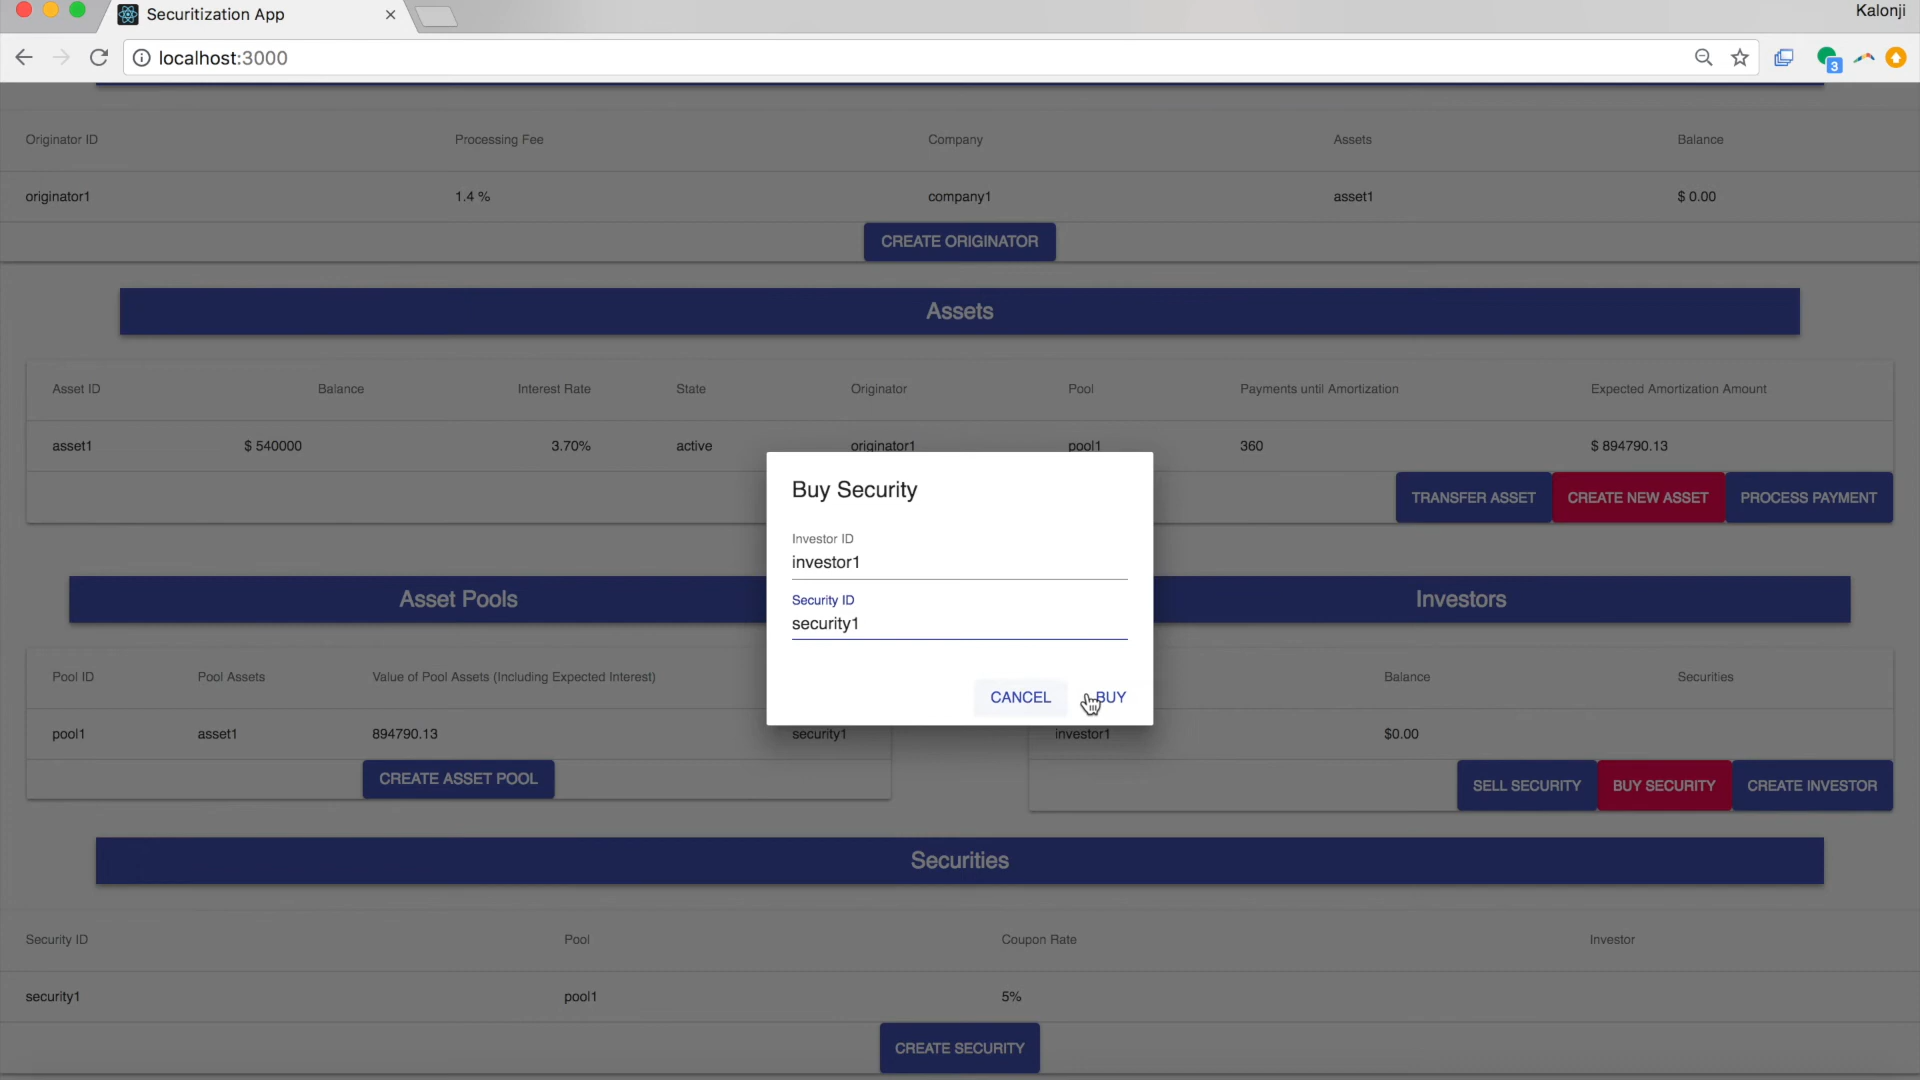 Securitization App
Kalonji
localhost:3000
3
Originator ID Processing Fee Company Assets Balance
originator1 1.4 % company1 asset1 $ 0.00
CREATE ORIGINATOR
Assets
Asset ID Balance Interest Rate State Originator Pool Payments until Amortization Expected Amortization Amount
asset1 $ 540000 3.70% active originator1 pool1 360 $ 894790.13
TRANSFER ASSET CREATE NEW ASSET PROCESS PAYMENT
Buy Security
Investor ID
investor1
Security ID
security1
CANCEL BUY
Asset Pools Investors
Pool ID Pool Assets Value of Pool Assets (Including Expected Interest) Balance Securities
pool1 asset1 894790.13 security1 investor1 $0.00
CREATE ASSET POOL SELL SECURITY BUY SECURITY CREATE INVESTOR
Securities
Security ID Pool Coupon Rate Investor
security1 pool1 5%
CREATE SECURITY